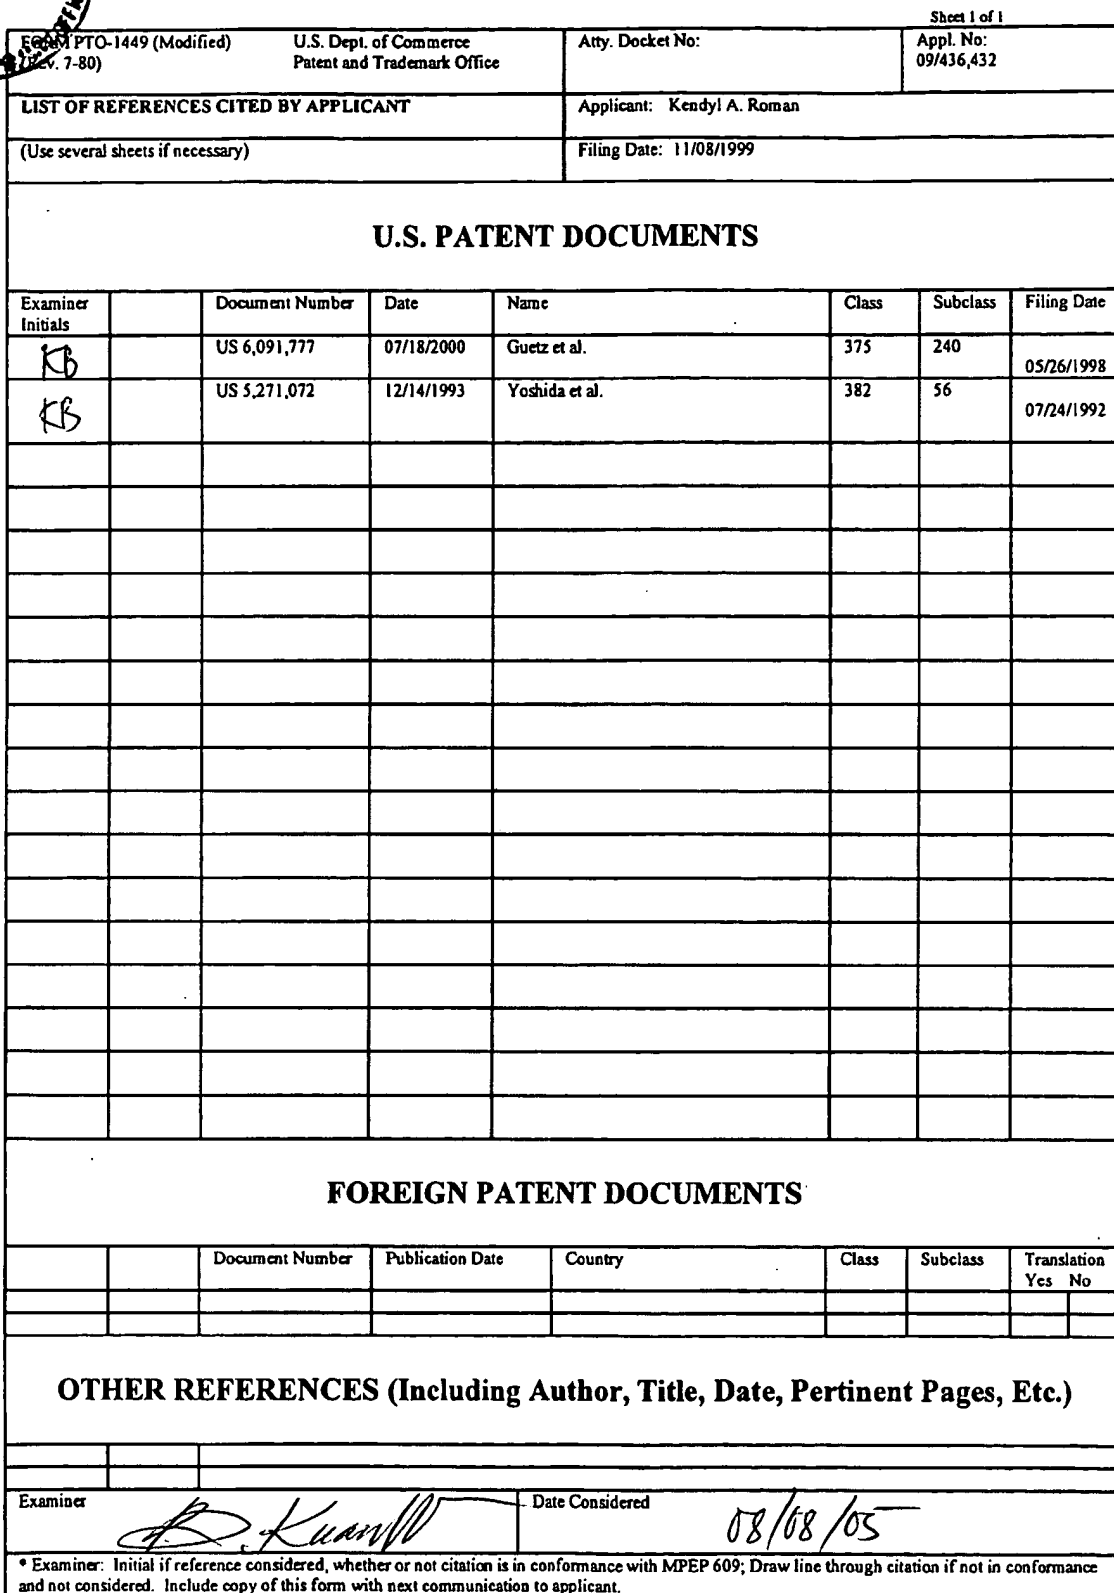 Sheet 1 of 1
FORM PTO-1449 (Modified) U.S. Dept. of Commerce Atty. Docket No: Appl. No:
(Rev. 7-80) Patent and Trademark Office 09/436,432
LIST OF REFERENCES CITED BY APPLICANT Applicant: Kendyl A. Roman
(Use several sheets if necessary) Filing Date: 11/08/1999
U.S. PATENT DOCUMENTS
Examiner Document Number Date Name Class Subclass Filing Date
Initials
KB US 6,091,777 07/18/2000 Guetz et al. 375 240 05/26/1998
KB US 5,271,072 12/14/1993 Yoshida et al. 382 56 07/24/1992
FOREIGN PATENT DOCUMENTS
Document Number Publication Date Country Class Subclass Translation
Yes No
OTHER REFERENCES (Including Author, Title, Date, Pertinent Pages, Etc.)
Examiner Date Considered 08/08/05
* Examiner: Initial if reference considered, whether or not citation is in conformance with MPEP 609; Draw line through citation if not in conformance
and not considered. Include copy of this form with next communication to applicant.